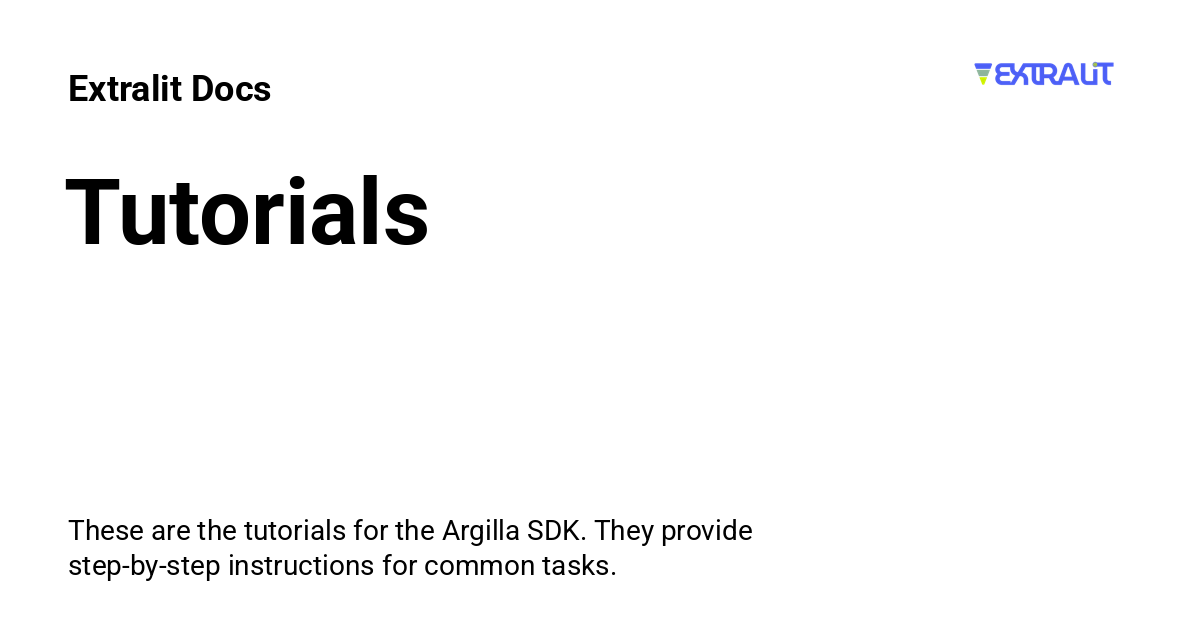 Extralit Docs
EXTRALIT
Tutorials
These are the tutorials for the Argilla SDK. They provide
step-by-step instructions for common tasks.